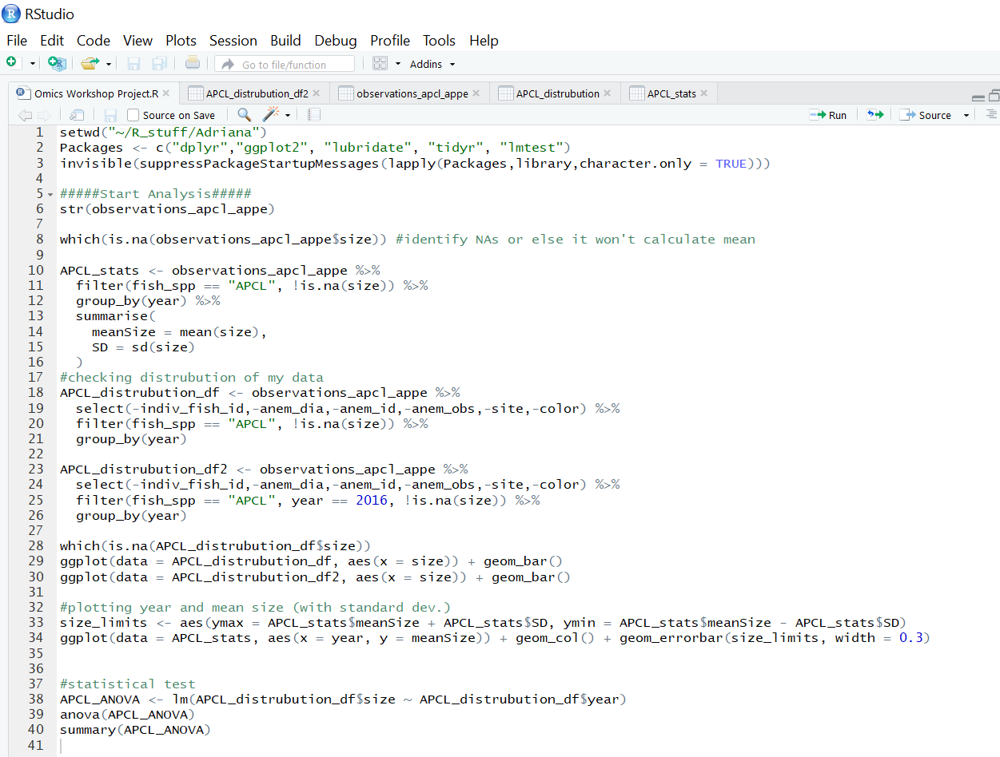 R RStudio
File Edit Code View Plots Session Build Debug Profile Tools Help
Go to file/function Addins
Omics Workshop Project.R APCL_distrubution_df2 observations_apcl_appe APCL_distrubution APCL_stats
Source on Save Run Source
1 setwd("~/R_stuff/Adriana")
2 Packages <- c("dplyr","ggplot2", "lubridate", "tidyr", "lmtest")
3 invisible(suppressPackageStartupMessages(lapply(Packages,library,character.only = TRUE)))
4
5 #####Start Analysis#####
6 str(observations_apcl_appe)
7
8 which(is.na(observations_apcl_appe$size)) #identify NAs or else it won't calculate mean
9
10 APCL_stats <- observations_apcl_appe %>%
11 filter(fish_spp == "APCL", !is.na(size)) %>%
12 group_by(year) %>%
13 summarise(
14 meanSize = mean(size),
15 SD = sd(size)
16 )
17 #checking distrubution of my data
18 APCL_distrubution_df <- observations_apcl_appe %>%
19 select(-indiv_fish_id,-anem_dia,-anem_id,-anem_obs,-site,-color) %>%
20 filter(fish_spp == "APCL", !is.na(size)) %>%
21 group_by(year)
22
23 APCL_distrubution_df2 <- observations_apcl_appe %>%
24 select(-indiv_fish_id,-anem_dia,-anem_id,-anem_obs,-site,-color) %>%
25 filter(fish_spp == "APCL", year == 2016, !is.na(size)) %>%
26 group_by(year)
27
28 which(is.na(APCL_distrubution_df$size))
29 ggplot(data = APCL_distrubution_df, aes(x = size)) + geom_bar()
30 ggplot(data = APCL_distrubution_df2, aes(x = size)) + geom_bar()
31
32 #plotting year and mean size (with standard dev.)
33 size_limits <- aes(ymax = APCL_stats$meanSize + APCL_stats$SD, ymin = APCL_stats$meanSize - APCL_stats$SD)
34 ggplot(data = APCL_stats, aes(x = year, y = meanSize)) + geom_col() + geom_errorbar(size_limits, width = 0.3)
35
36
37 #statistical test
38 APCL_ANOVA <- lm(APCL_distrubution_df$size ~ APCL_distrubution_df$year)
39 anova(APCL_ANOVA)
40 summary(APCL_ANOVA)
41